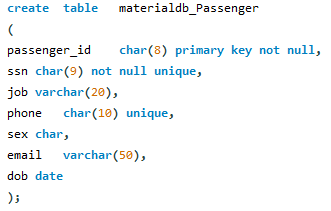 create table materialdb_Passenger
(
passenger_id char(8) primary key not null,
ssn char(9) not null unique,
job varchar(20),
phone char(10) unique,
sex char,
email varchar(50),
dob date
);